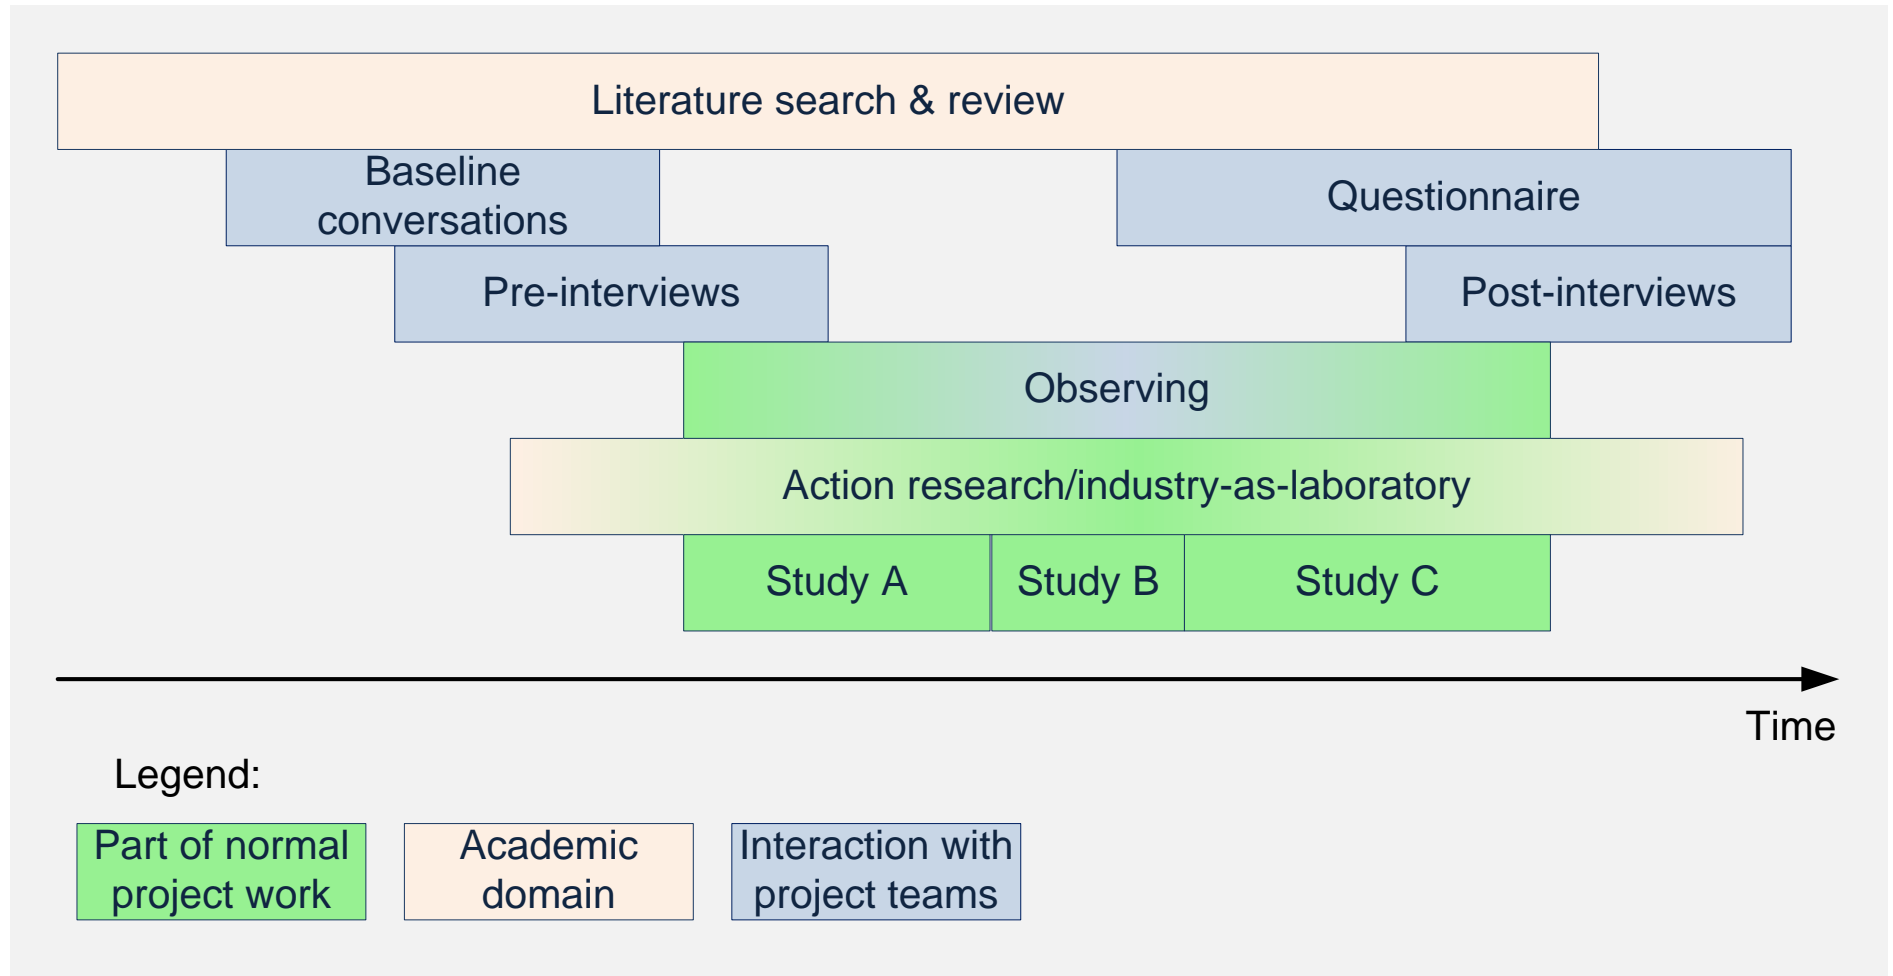 Literature search & review
Baseline
conversations
Questionnaire
Pre-interviews
Post-interviews
Observing
Action research/industry-as-laboratory
Study A
Study B
Study C
Time
Legend:
Part of normal
project work
Academic
domain
Interaction with
project teams